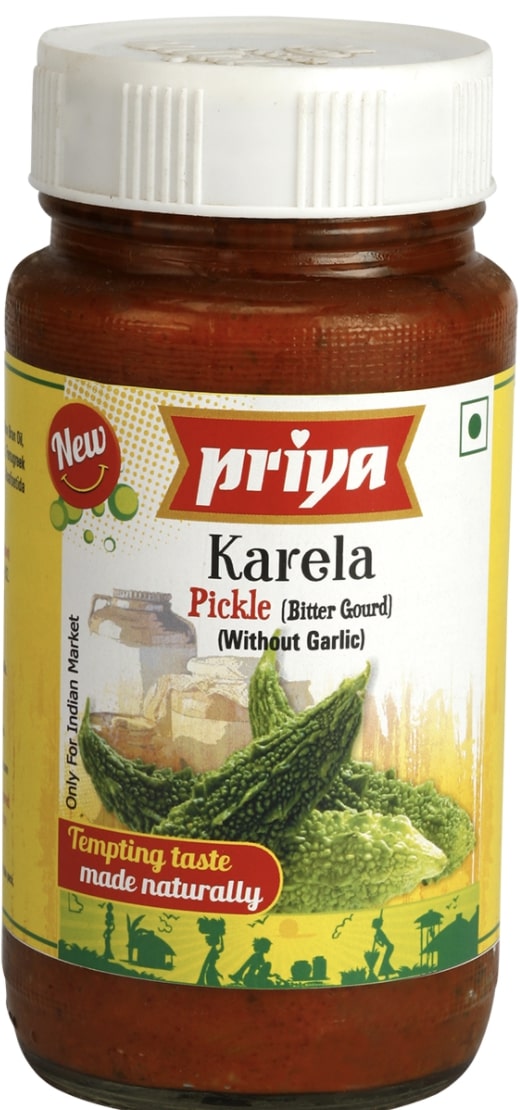 New
priya
Karela
Pickle (Bitter Gourd)
(Without Garlic)
Only For Indian Market
Tempting taste
made naturally